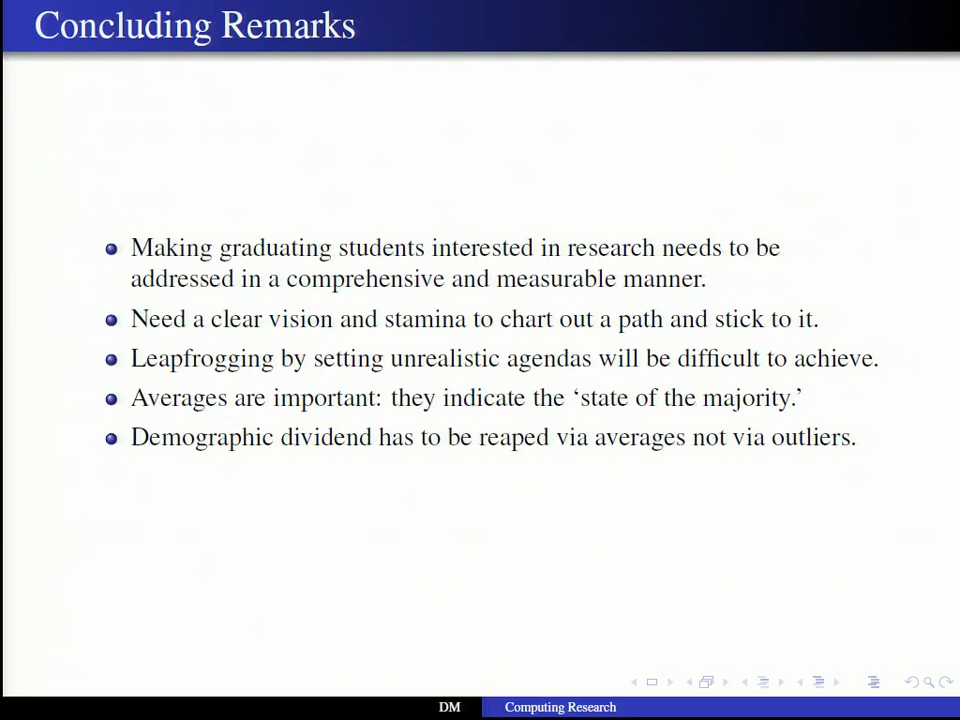 Concluding Remarks
Making graduating students interested in research needs to be
addressed in a comprehensive and measurable manner.
Need a clear vision and stamina to chart out a path and stick to it.
Leapfrogging by setting unrealistic agendas will be difficult to achieve.
Averages are important: they indicate the ‘state of the majority.’
Demographic dividend has to be reaped via averages not via outliers.
DM
Computing Research